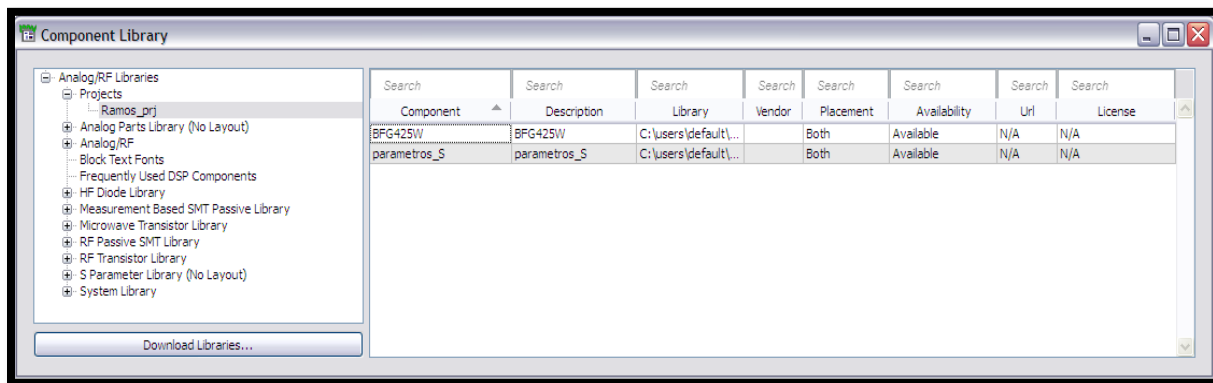 Component Library
Analog/RF Libraries
Projects
Ramos_prj
Analog Parts Library (No Layout)
Analog/RF
Block Text Fonts
Frequently Used DSP Components
HF Diode Library
Measurement Based SMT Passive Library
Microwave Transistor Library
RF Passive SMT Library
RF Transistor Library
S Parameter Library (No Layout)
System Library
Download Libraries...
Search Search Search Search Search Search Search Search
Component Description Library Vendor Placement Availability Url License
BFG425W BFG425W C:\users\default\... Both Available N/A N/A
parametros_S parametros_S C:\users\default\... Both Available N/A N/A